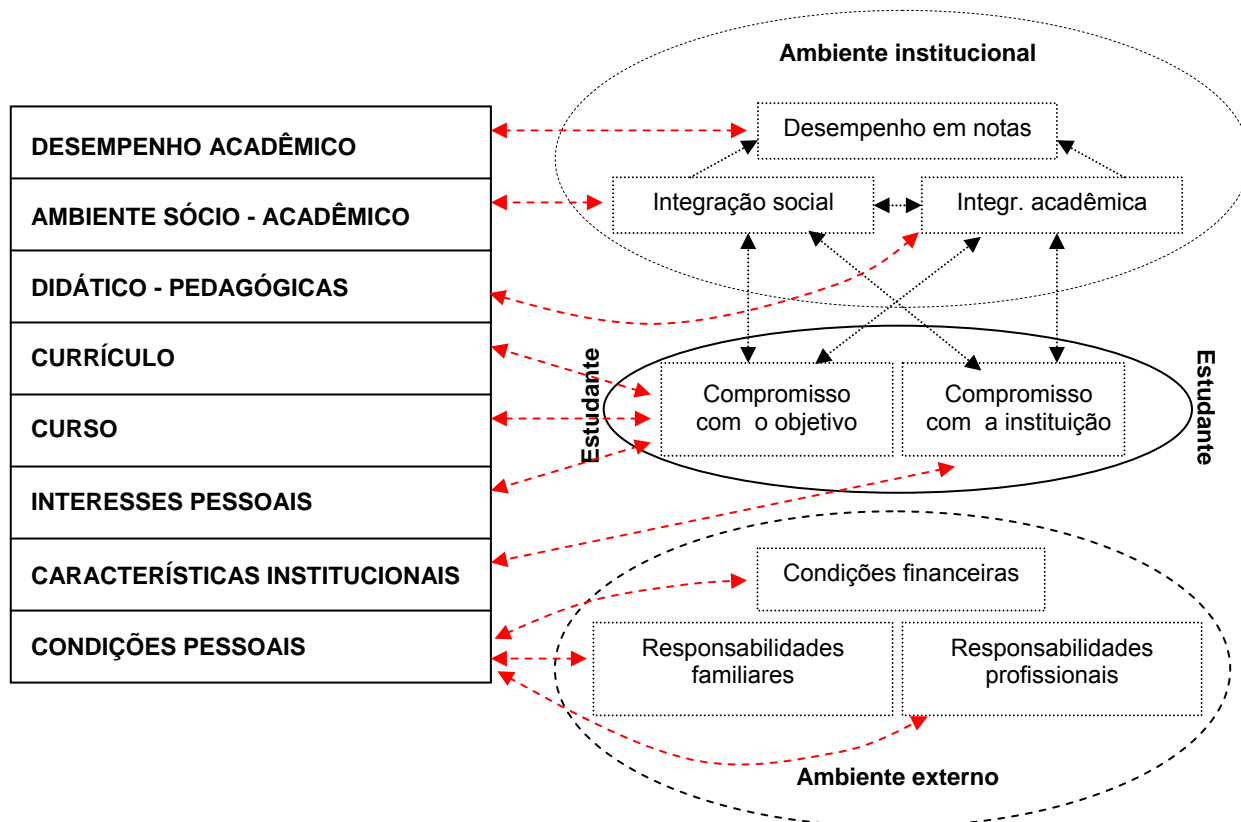 Ambiente institucional
DESEMPENHO ACADÊMICO
AMBIENTE SÓCIO - ACADÊMICO
DIDÁTICO - PEDAGÓGICAS
CURRÍCULO
CURSO
INTERESSES PESSOAIS
CARACTERÍSTICAS INSTITUCIONAIS
CONDIÇÕES PESSOAIS
Desempenho em notas
Integração social
Integr. acadêmica
Estudante
Compromisso
com o objetivo
Compromisso
com a instituição
Estudante
Condições financeiras
Responsabilidades
familiares
Responsabilidades
profissionais
Ambiente externo